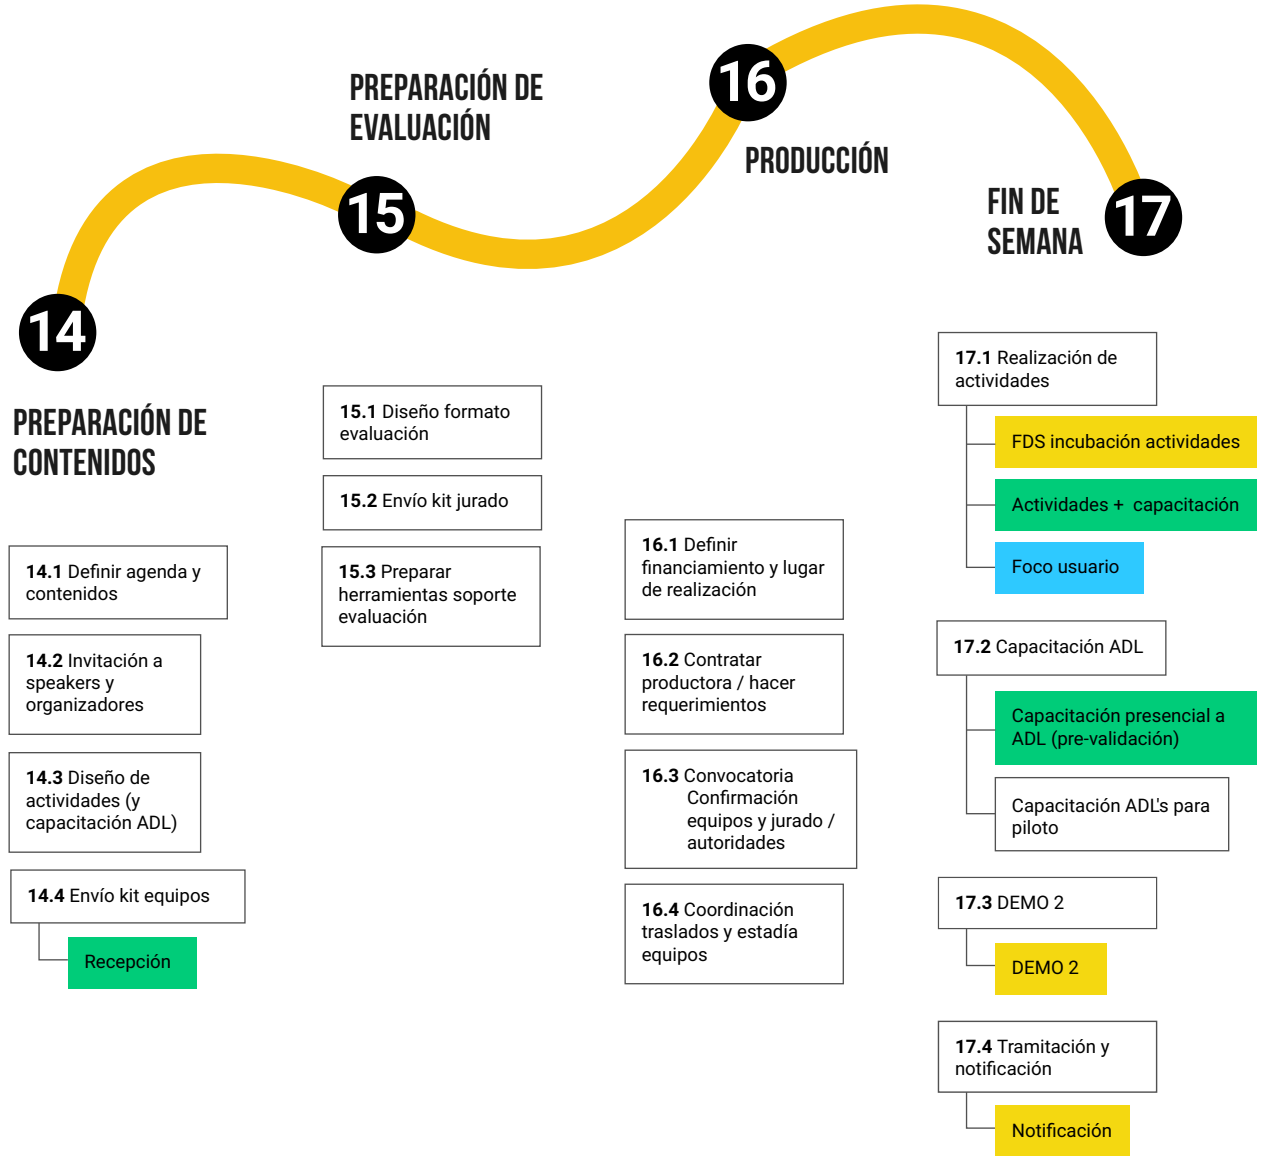 14
PREPARACIÓN DE
CONTENIDOS
14.1 Definir agenda y
contenidos
14.2 Invitación a
speakers y
organizadores
14.3 Diseño de
actividades (y
capacitación ADL)
14.4 Envío kit equipos
Recepción
PREPARACIÓN DE
EVALUACIÓN
15
15.1 Diseño formato
evaluación
15.2 Envío kit jurado
15.3 Preparar
herramientas soporte
evaluación
16
PRODUCCIÓN
16.1 Definir
financiamiento y lugar
de realización
16.2 Contratar
productora / hacer
requerimientos
16.3 Convocatoria
Confirmación
equipos y jurado /
autoridades
16.4 Coordinación
traslados y estadía
equipos
FIN DE
SEMANA
17
17.1 Realización de
actividades
FDS incubación actividades
Actividades + capacitación
Foco usuario
17.2 Capacitación ADL
Capacitación presencial a
ADL (pre-validación)
Capacitación ADL's para
piloto
17.3 DEMO 2
DEMO 2
17.4 Tramitación y
notificación
Notificación